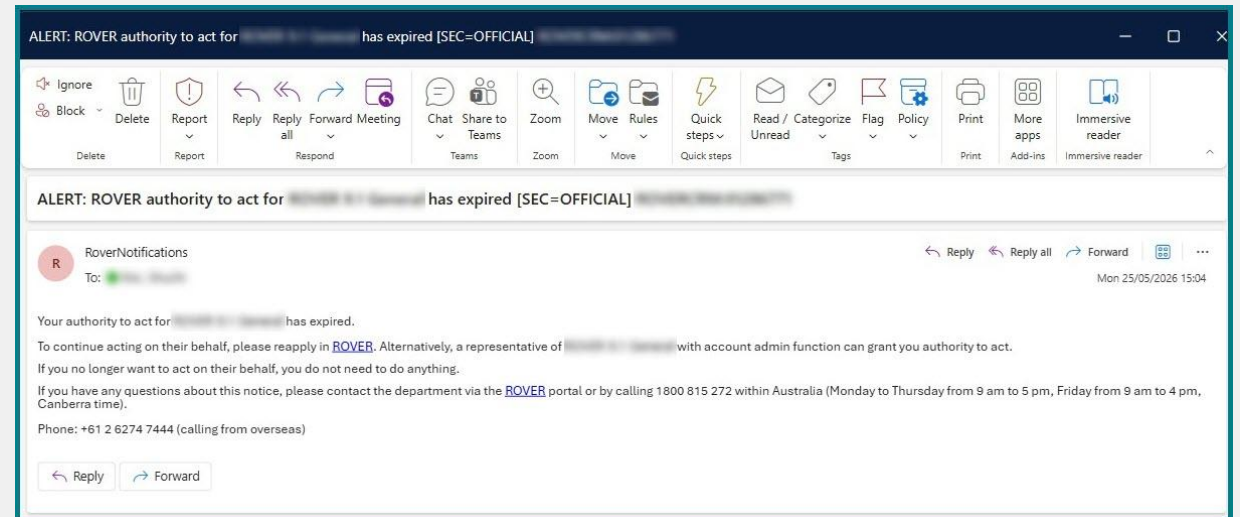 ALERT: ROVER authority to act for has expired [SEC=OFFICIAL]
Ignore
Block
Delete
Report
Reply
Reply all
Forward
Meeting
Chat
Share to Teams
Zoom
Move
Rules
Quick steps
Read / Unread
Categorize
Flag
Policy
Print
More apps
Immersive reader
Delete
Report
Respond
Teams
Zoom
Move
Quick steps
Tags
Print
Add-ins
Immersive reader
ALERT: ROVER authority to act for has expired [SEC=OFFICIAL]
R
RoverNotifications
To:
Reply
Reply all
Forward
Mon 25/05/2026 15:04
Your authority to act for has expired.
To continue acting on their behalf, please reapply in ROVER. Alternatively, a representative of with account admin function can grant you authority to act.
If you no longer want to act on their behalf, you do not need to do anything.
If you have any questions about this notice, please contact the department via the ROVER portal or by calling 1800 815 272 within Australia (Monday to Thursday from 9 am to 5 pm, Friday from 9 am to 4 pm,
Canberra time).
Phone: +61 2 6274 7444 (calling from overseas)
Reply
Forward